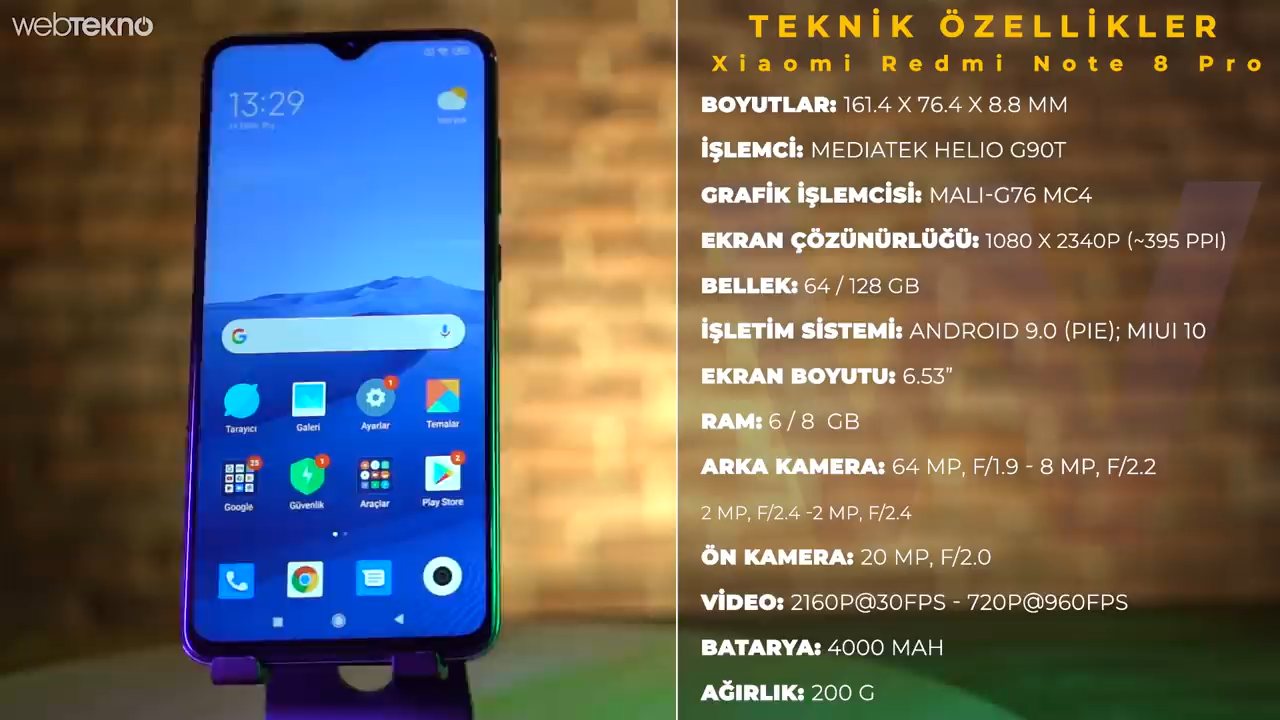 webtekno
TEKNİK ÖZELLİKLER
Xiaomi Redmi Note 8 Pro
BOYUTLAR: 161.4 X 76.4 X 8.8 MM
İŞLEMCİ: MEDIATEK HELIO G90T
GRAFİK İŞLEMCİSİ: MALI-G76 MC4
EKRAN ÇÖZÜNÜRLÜĞÜ: 1080 X 2340P (~395 PPI)
BELLEK: 64 / 128 GB
İŞLETİM SİSTEMİ: ANDROID 9.0 (PIE); MIUI 10
EKRAN BOYUTU: 6.53”
RAM: 6 / 8 GB
ARKA KAMERA: 64 MP, F/1.9 - 8 MP, F/2.2
2 MP, F/2.4 -2 MP, F/2.4
ÖN KAMERA: 20 MP, F/2.0
VİDEO: 2160P@30FPS - 720P@960FPS
BATARYA: 4000 MAH
AĞIRLIK: 200 G
13:29
G
1
Tarayıcı Galeri Ayarlar Temalar
25 1 2
Google Güvenlik Araçlar Play Store